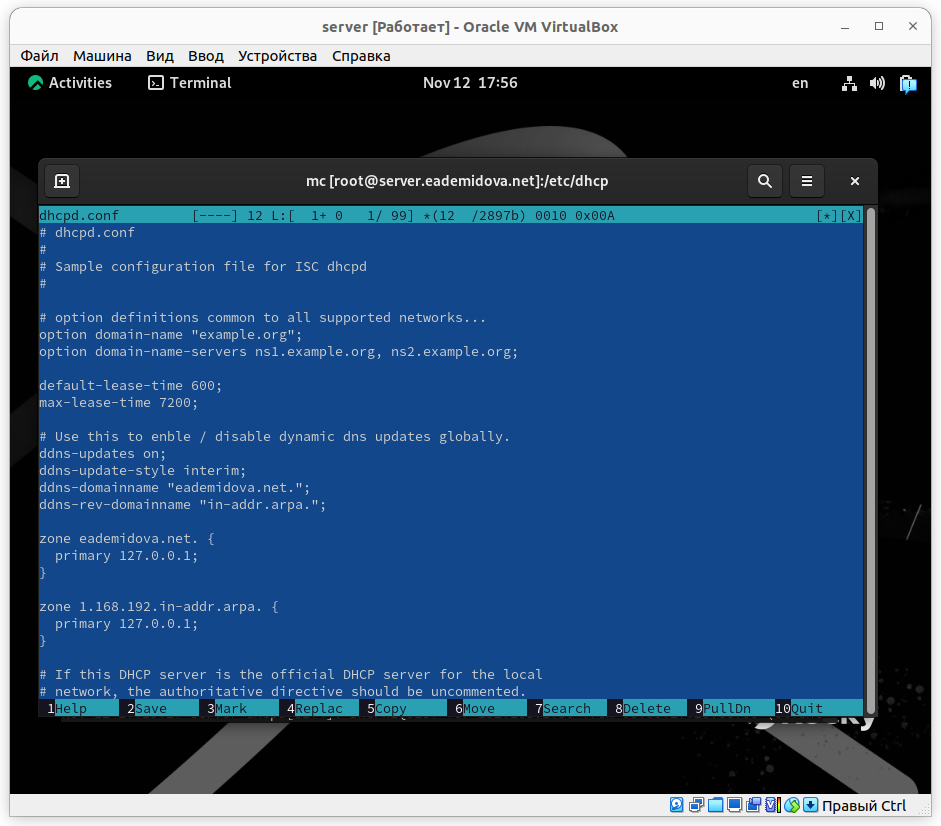 server [Работает] - Oracle VM VirtualBox
Файл Машина Вид Ввод Устройства Справка
Activities Terminal Nov 12 17:56 en
mc [root@server.eademidova.net]:/etc/dhcp
dhcpd.conf [----] 12 L:[ 1+ 0 1/ 99] *(12 /2897b) 0010 0x00A [*][X]
# dhcpd.conf
#
# Sample configuration file for ISC dhcpd
#
# option definitions common to all supported networks...
option domain-name "example.org";
option domain-name-servers ns1.example.org, ns2.example.org;
default-lease-time 600;
max-lease-time 7200;
# Use this to enble / disable dynamic dns updates globally.
ddns-updates on;
ddns-update-style interim;
ddns-domainname "eademidova.net.";
ddns-rev-domainname "in-addr.arpa.";
zone eademidova.net. {
  primary 127.0.0.1;
}
zone 1.168.192.in-addr.arpa. {
  primary 127.0.0.1;
}
# If this DHCP server is the official DHCP server for the local
# network, the authoritative directive should be uncommented.
1Help 2Save 3Mark 4Replac 5Copy 6Move 7Search 8Delete 9PullDn 10Quit
Правый Ctrl